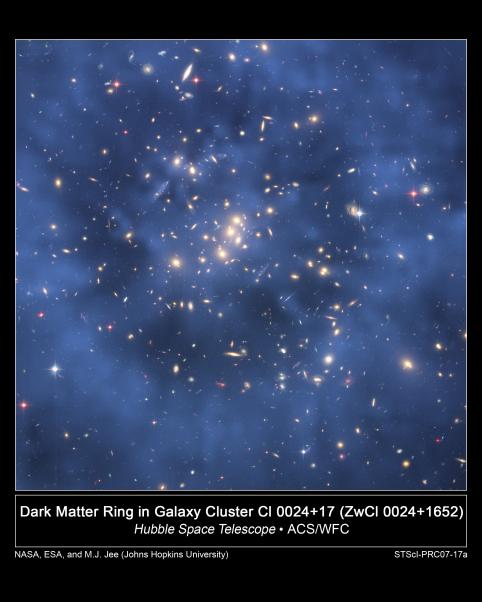 Dark Matter Ring in Galaxy Cluster Cl 0024+17 (ZwCl 0024+1652)
Hubble Space Telescope • ACS/WFC
NASA, ESA, and M.J. Jee (Johns Hopkins University)
STScI-PRC07-17a